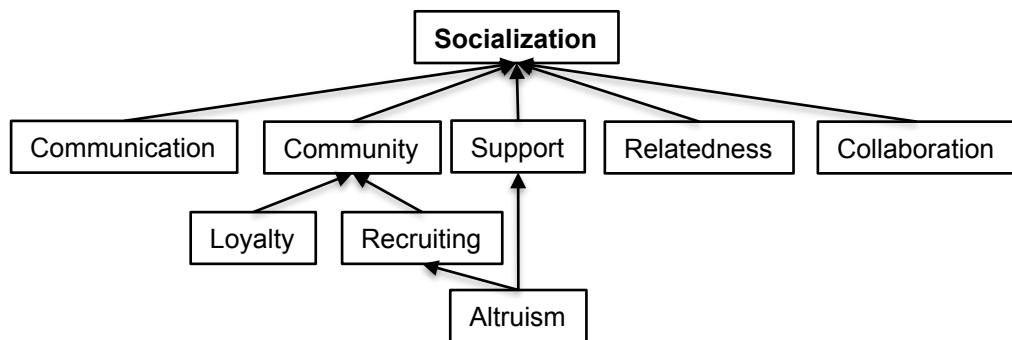 Socialization
Communication
Community
Support
Relatedness
Collaboration
Loyalty
Recruiting
Altruism